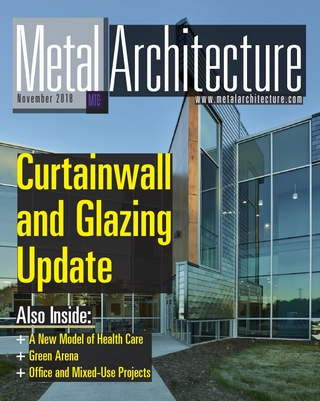 Metal Architecture
November 2018 MTC www.metalarchitecture.com
Curtainwall
and Glazing
Update
Also Inside:
+ A New Model of Health Care
+ Green Arena
+ Office and Mixed-Use Projects